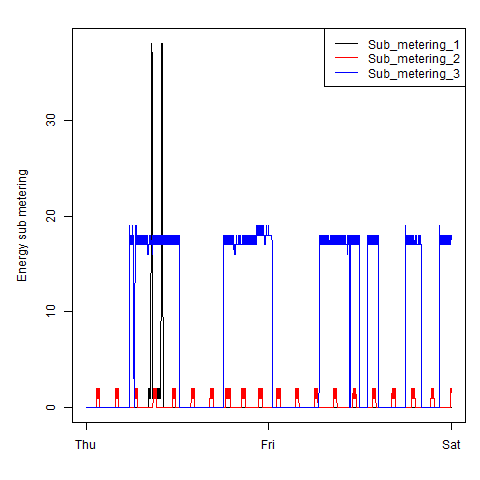 Sub_metering_1
Sub_metering_2
Sub_metering_3
Energy sub metering
30
20
10
0
Thu Fri Sat